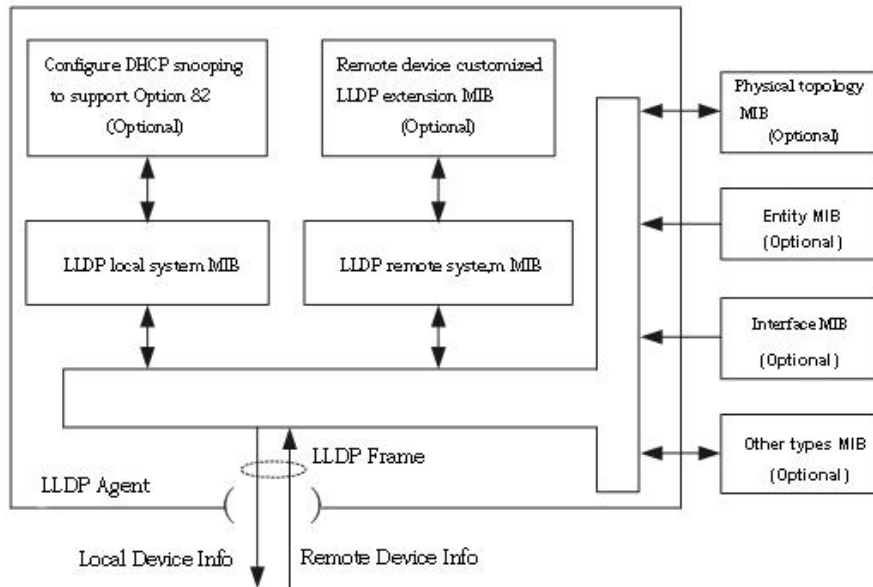 Configure DHCP snooping
to support Option 82
(Optional)
Remote device customized
LLDP extension MIB
(Optional)
Physical topology
MIB
(Optional)
LLDP local system MIB
LLDP remote syste,m MIB
Entity MIB
(Optional)
Interface MIB
(Optional)
Other types MIB
(Optional)
LLDP Frame
LLDP Agent
Local Device Info
Remote Device Info